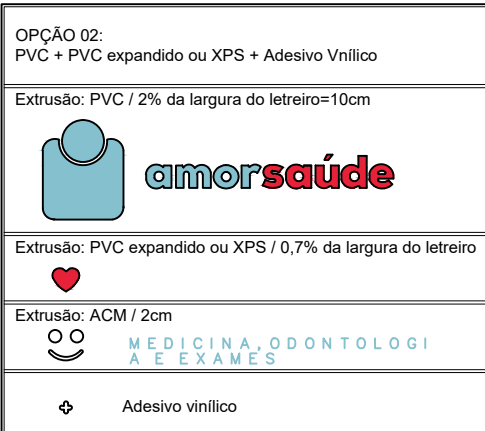 OPÇÃO 02:
PVC + PVC expandido ou XPS + Adesivo Vnílico
Extrusão: PVC / 2% da largura do letreiro=10cm
amorsaúde
Extrusão: PVC expandido ou XPS / 0,7% da largura do letreiro
Extrusão: ACM / 2cm
MEDICINA,ODONTOLOGI
A E EXAMES
Adesivo vinílico